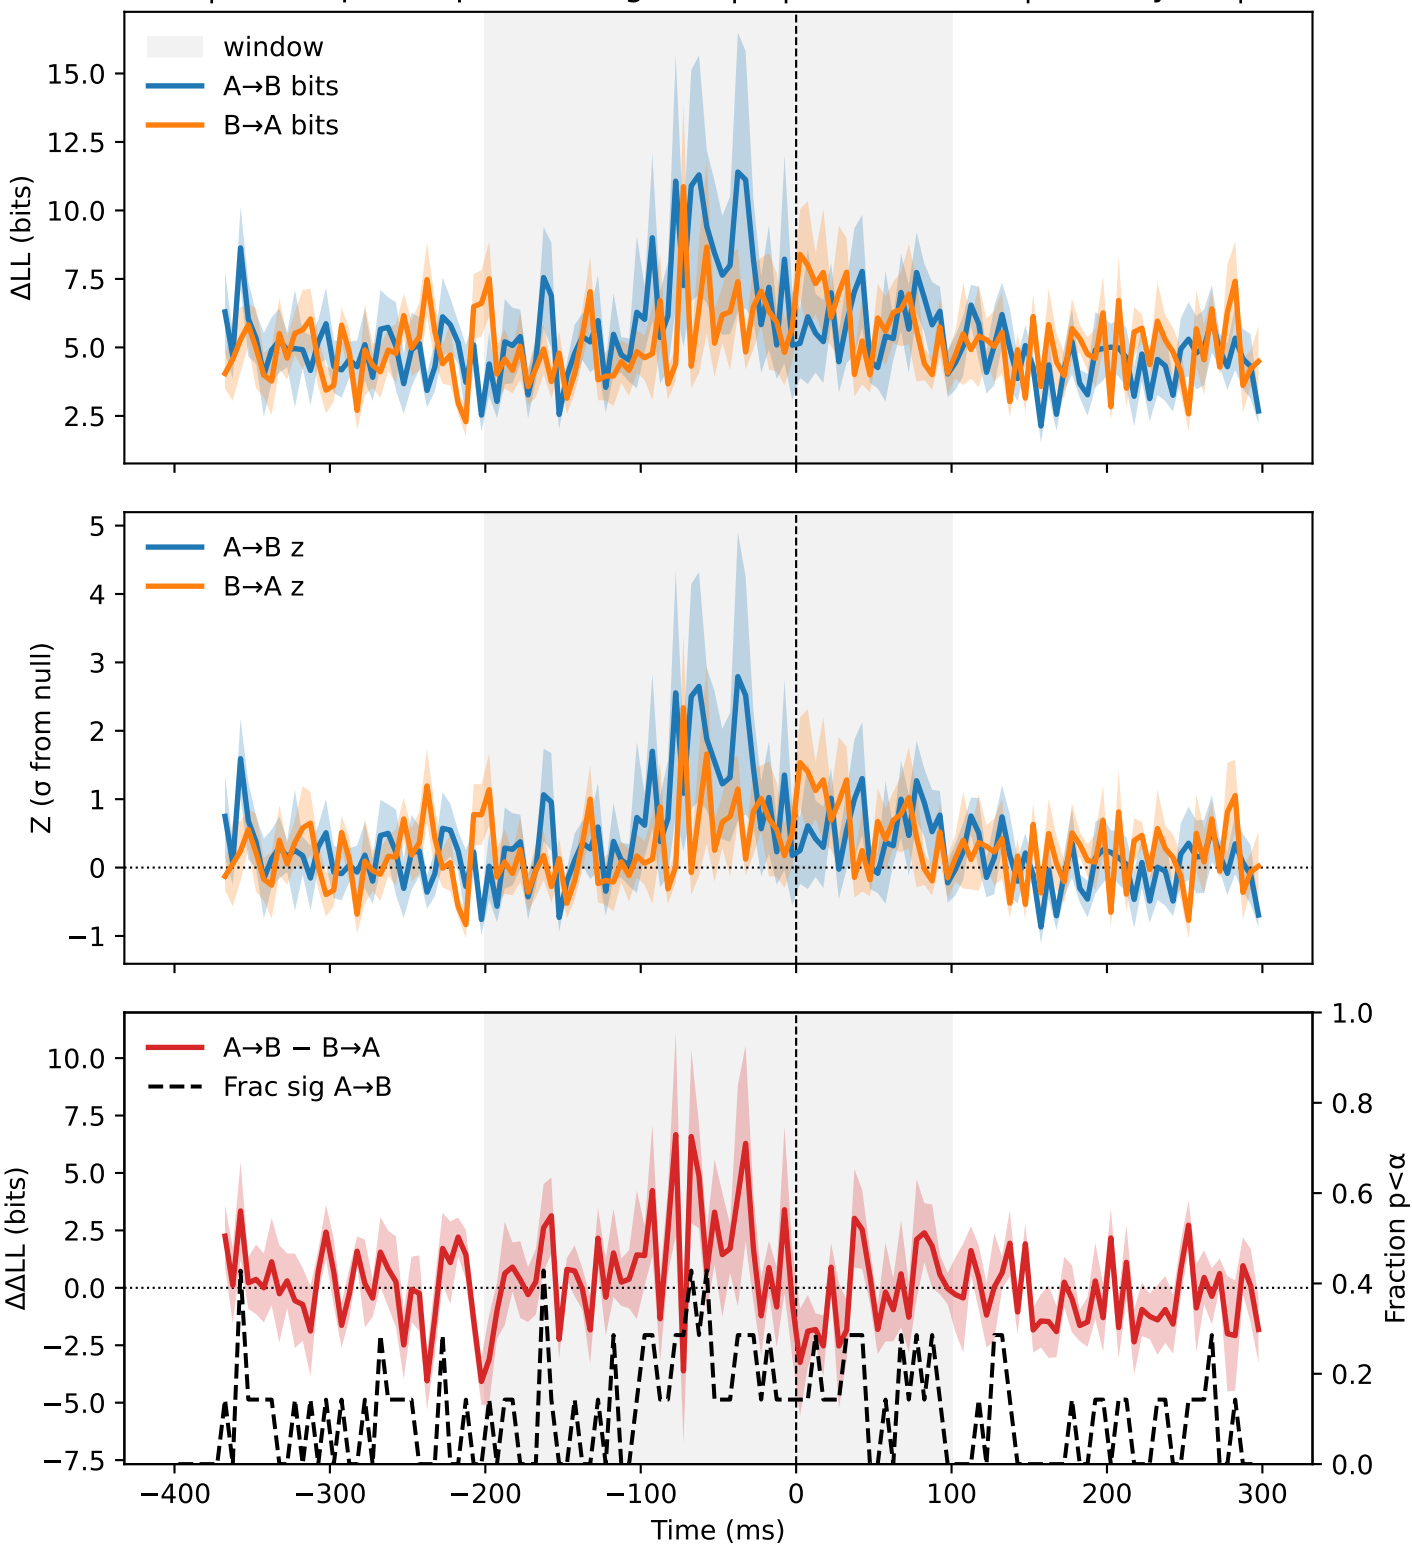 window
A→B bits
B→A bits
ΔLL (bits)
15.0
12.5
10.0
7.5
5.0
2.5
A→B z
B→A z
Z (σ from null)
5
4
3
2
1
0
−1
A→B − B→A
Frac sig A→B
ΔΔLL (bits)
10.0
7.5
5.0
2.5
0.0
−2.5
−5.0
−7.5
1.0
0.8
0.6
0.4
0.2
0.0
Fraction p<α
−400 −300 −200 −100 0 100 200 300
Time (ms)